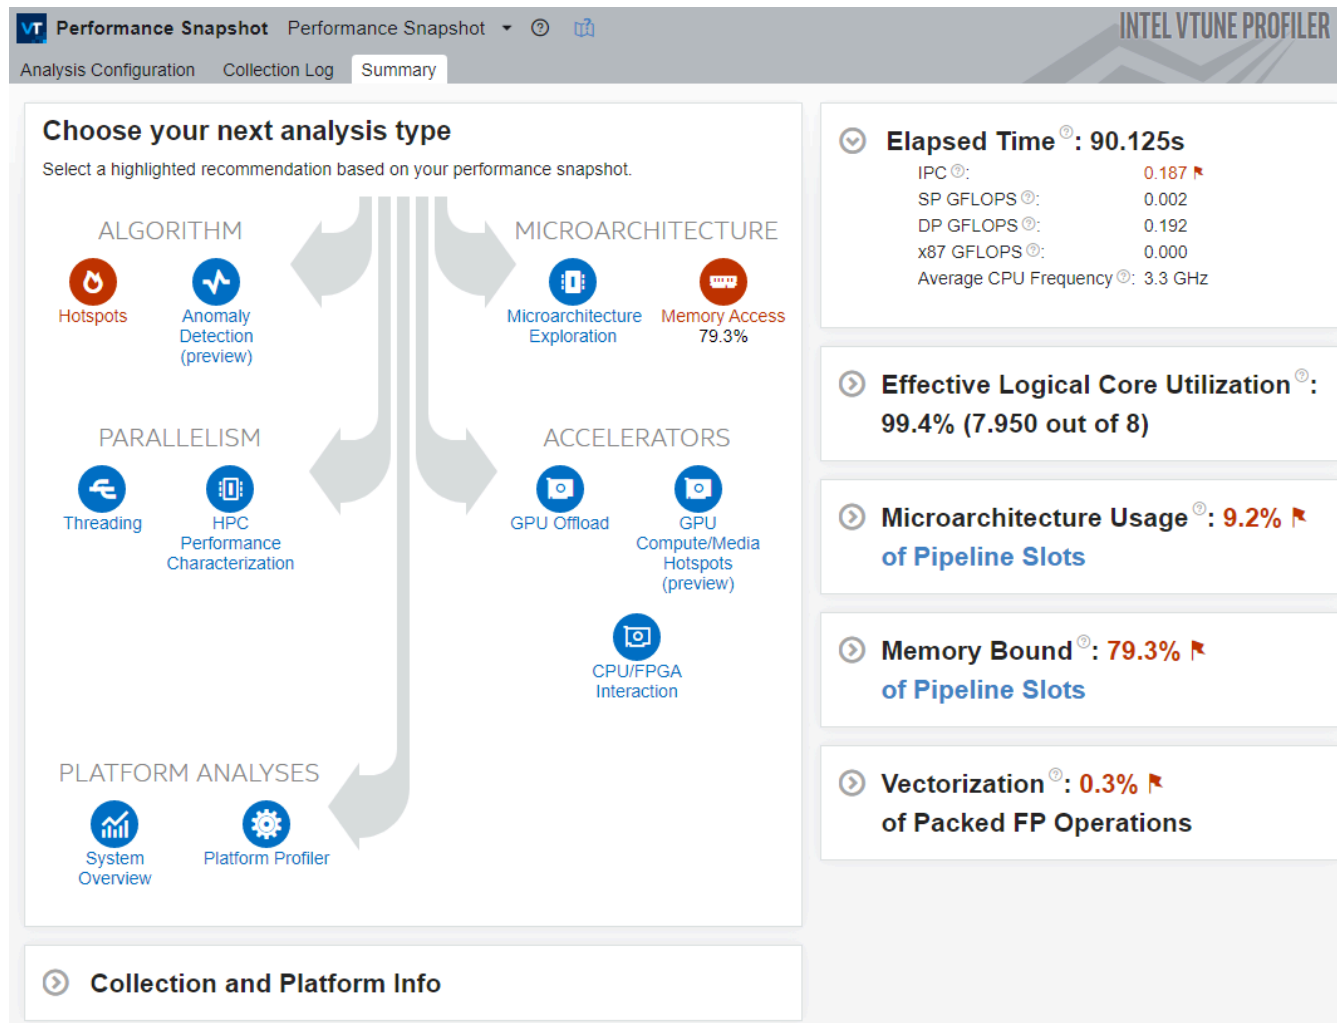 VT Performance Snapshot Performance Snapshot ?
INTEL VTUNE PROFILER
Analysis Configuration Collection Log Summary
Choose your next analysis type
Select a highlighted recommendation based on your performance snapshot.
ALGORITHM
Hotspots
Anomaly
Detection
(preview)
MICROARCHITECTURE
Microarchitecture
Exploration
Memory Access
79.3%
PARALLELISM
Threading
HPC
Performance
Characterization
ACCELERATORS
GPU Offload
GPU
Compute/Media
Hotspots
(preview)
CPU/FPGA
Interaction
PLATFORM ANALYSES
System
Overview
Platform Profiler
Collection and Platform Info
Elapsed Time ?: 90.125s
IPC ?: 0.187
SP GFLOPS ?: 0.002
DP GFLOPS ?: 0.192
x87 GFLOPS ?: 0.000
Average CPU Frequency ?: 3.3 GHz
Effective Logical Core Utilization ?:
99.4% (7.950 out of 8)
Microarchitecture Usage ?: 9.2%
of Pipeline Slots
Memory Bound ?: 79.3%
of Pipeline Slots
Vectorization ?: 0.3%
of Packed FP Operations